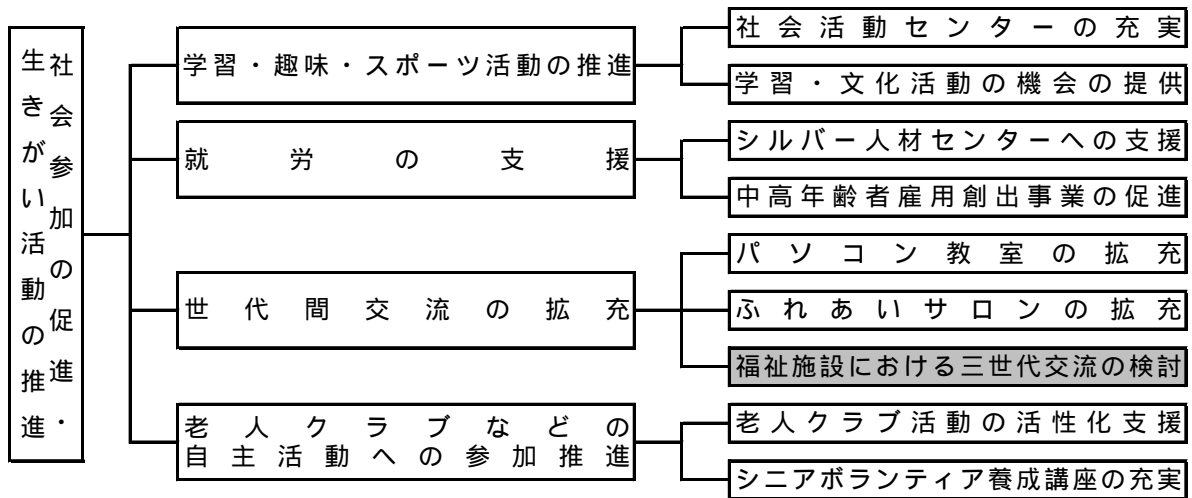 社会参加の促進・
生きがい活動の推進
学習・趣味・スポーツ活動の推進
社会活動センターの充実
学習・文化活動の機会の提供
就労の支援
シルバー人材センターへの支援
中高年齢者雇用創出事業の促進
世代間交流の拡充
パソコン教室の拡充
ふれあいサロンの拡充
福祉施設における三世代交流の検討
老人クラブなどの
自主活動への参加推進
老人クラブ活動の活性化支援
シニアボランティア養成講座の充実